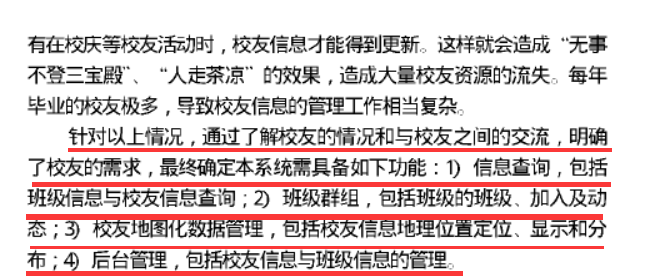 有在校庆等校友活动时，校友信息才能得到更新。这样就会造成“无事
不登三宝殿”、“人走茶凉”的效果，造成大量校友资源的流失。每年
毕业的校友极多，导致校友信息的管理工作相当复杂。
针对以上情况，通过了解校友的情况和与校友之间的交流，明确
了校友的需求，最终确定本系统需具备如下功能：1）信息查询，包括
班级信息与校友信息查询；2）班级群组，包括班级的班级、加入及动
态；3）校友地图化数据管理，包括校友信息地理位置定位、显示和分
布；4）后台管理，包括校友信息与班级信息的管理。